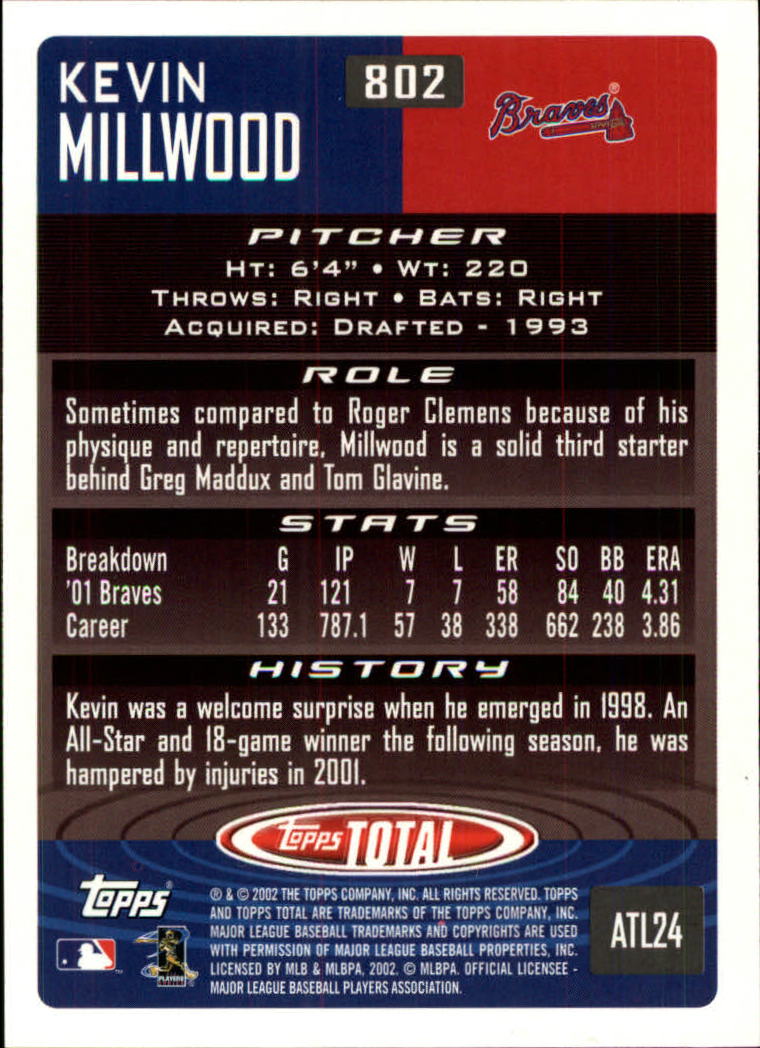 KEVIN
MILLWOOD
802
Braves®
PITCHER
HT: 6'4" • WT: 220
THROWS: RIGHT • BATS: RIGHT
ACQUIRED: DRAFTED - 1993
ROLE
Sometimes compared to Roger Clemens because of his
physique and repertoire, Millwood is a solid third starter
behind Greg Maddux and Tom Glavine.
STATS
Breakdown G IP W L ER SO BB ERA
'01 Braves 21 121 7 7 58 84 40 4.31
Career 133 787.1 57 38 338 662 238 3.86
HISTORY
Kevin was a welcome surprise when he emerged in 1998. An
All-Star and 18-game winner the following season, he was
hampered by injuries in 2001.
Topps TOTAL
Topps®
® & © 2002 THE TOPPS COMPANY, INC. ALL RIGHTS RESERVED. TOPPS
AND TOPPS TOTAL ARE TRADEMARKS OF THE TOPPS COMPANY, INC.
MAJOR LEAGUE BASEBALL TRADEMARKS AND COPYRIGHTS ARE USED
WITH PERMISSION OF MAJOR LEAGUE BASEBALL PROPERTIES, INC.
LICENSED BY MLB & MLBPA, 2002. © MLBPA. OFFICIAL LICENSEE -
MAJOR LEAGUE BASEBALL PLAYERS ASSOCIATION.
PLAYERS
ATL24